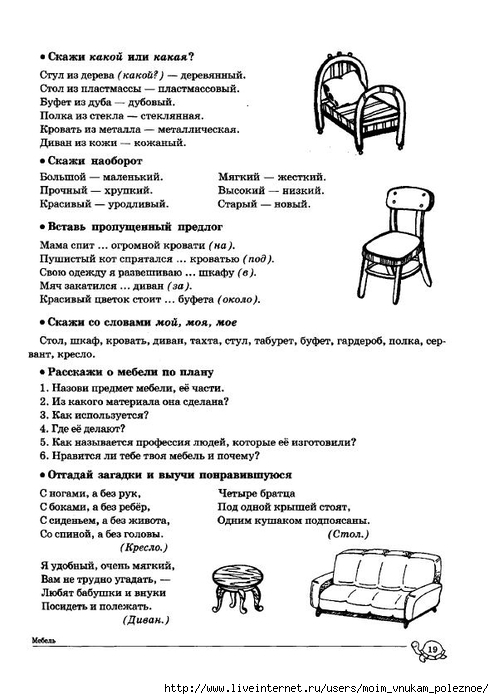 • Скажи какой или какая?
Стул из дерева (какой?) — деревянный.
Стол из пластмассы — пластмассовый.
Буфет из дуба — дубовый.
Полка из стекла — стеклянная.
Кровать из металла — металлическая.
Диван из кожи — кожаный.
• Скажи наоборот
Большой — маленький.
Прочный — хрупкий.
Красивый — уродливый.
Мягкий — жесткий.
Высокий — низкий.
Старый — новый.
• Вставь пропущенный предлог
Мама спит ... огромной кровати (на).
Пушистый кот спрятался ... кроватью (под).
Свою одежду я развешиваю ... шкафу (в).
Мяч закатился ... диван (за).
Красивый цветок стоит ... буфета (около).
• Скажи со словами мой, моя, мое
Стол, шкаф, кровать, диван, тахта, стул, табурет, буфет, гардероб, полка, сер-
вант, кресло.
• Расскажи о мебели по плану
1. Назови предмет мебели, её части.
2. Из какого материала она сделана?
3. Как используется?
4. Где её делают?
5. Как называется профессия людей, которые её изготовили?
6. Нравится ли тебе твоя мебель и почему?
• Отгадай загадки и выучи понравившуюся
С ногами, а без рук,
С боками, а без ребёр,
С сиденьем, а без живота,
Со спиной, а без головы.
(Кресло.)
Четыре братца
Под одной крышей стоят,
Одним кушаком подпоясаны.
(Стол.)
Я удобный, очень мягкий,
Вам не трудно угадать, —
Любят бабушки и внуки
Посидеть и полежать.
(Диван.)
Мебель
19
http://www.liveinternet.ru/users/moim_vnukam_poleznoe/